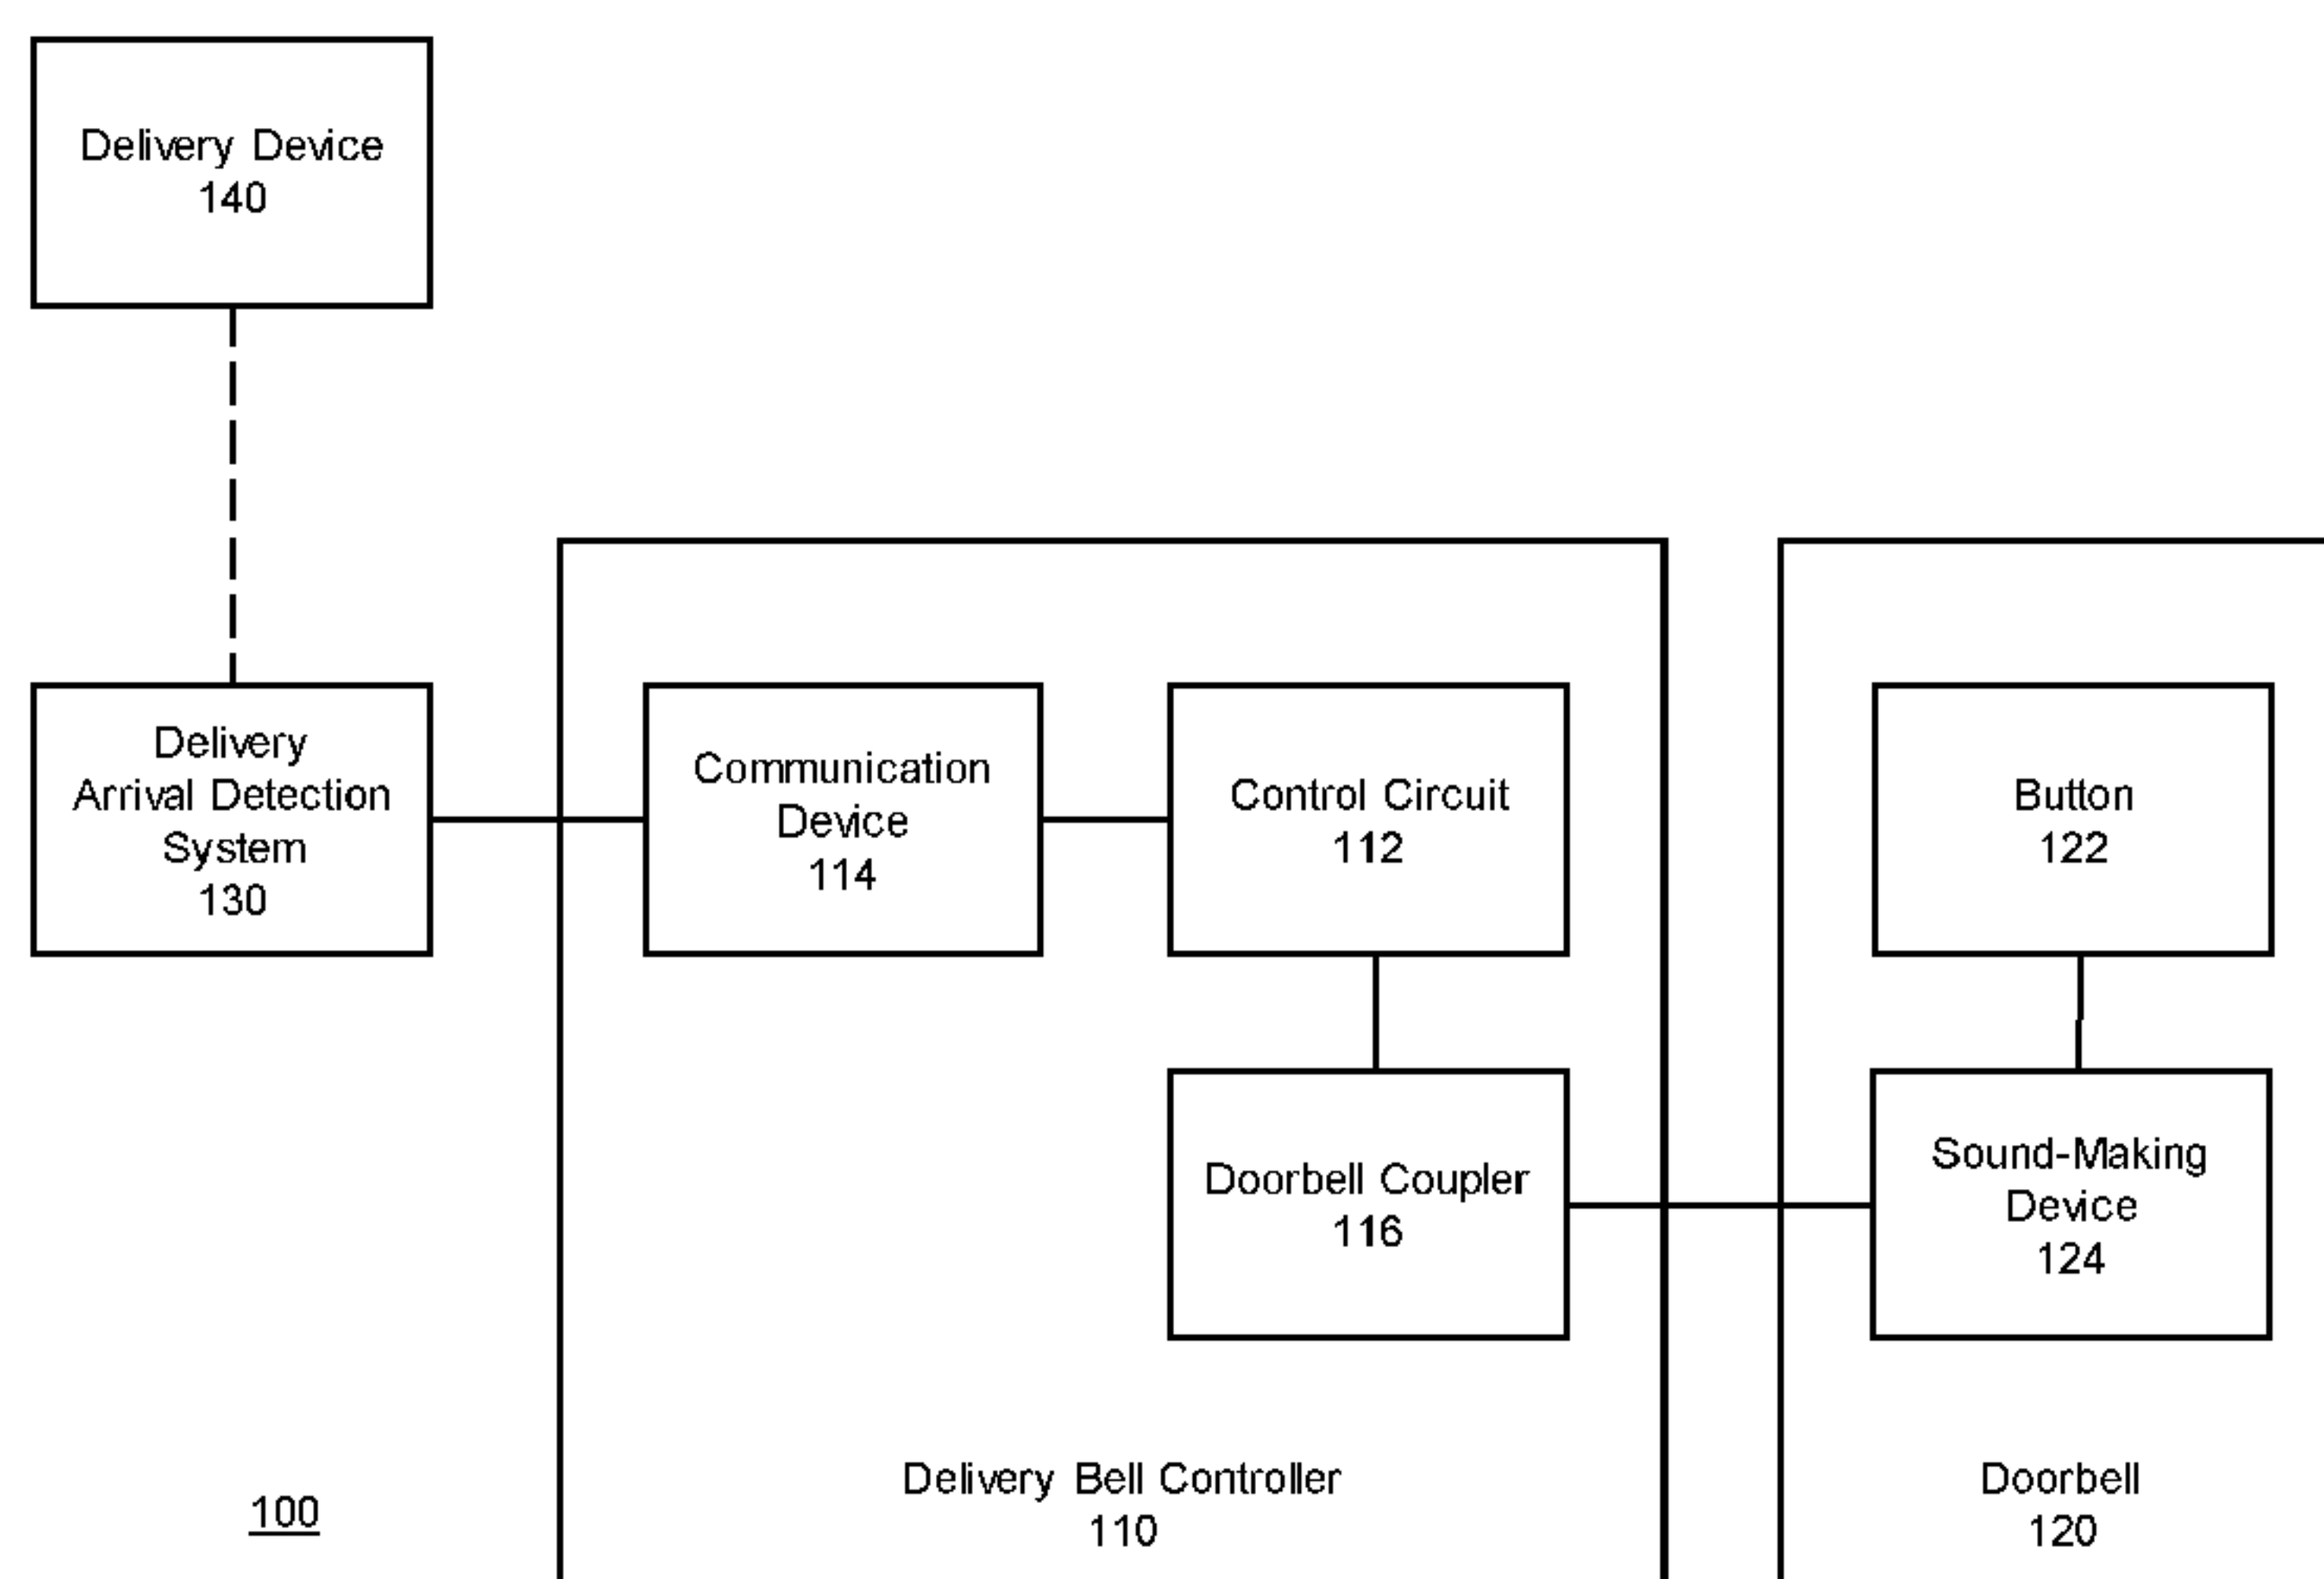 Delivery Device
140
Delivery
Arrival Detection
System
130
Communication
Device
114
Control Circuit
112
Button
122
Doorbell Coupler
116
Sound-Making
Device
124
Delivery Bell Controller
110
Doorbell
120
100